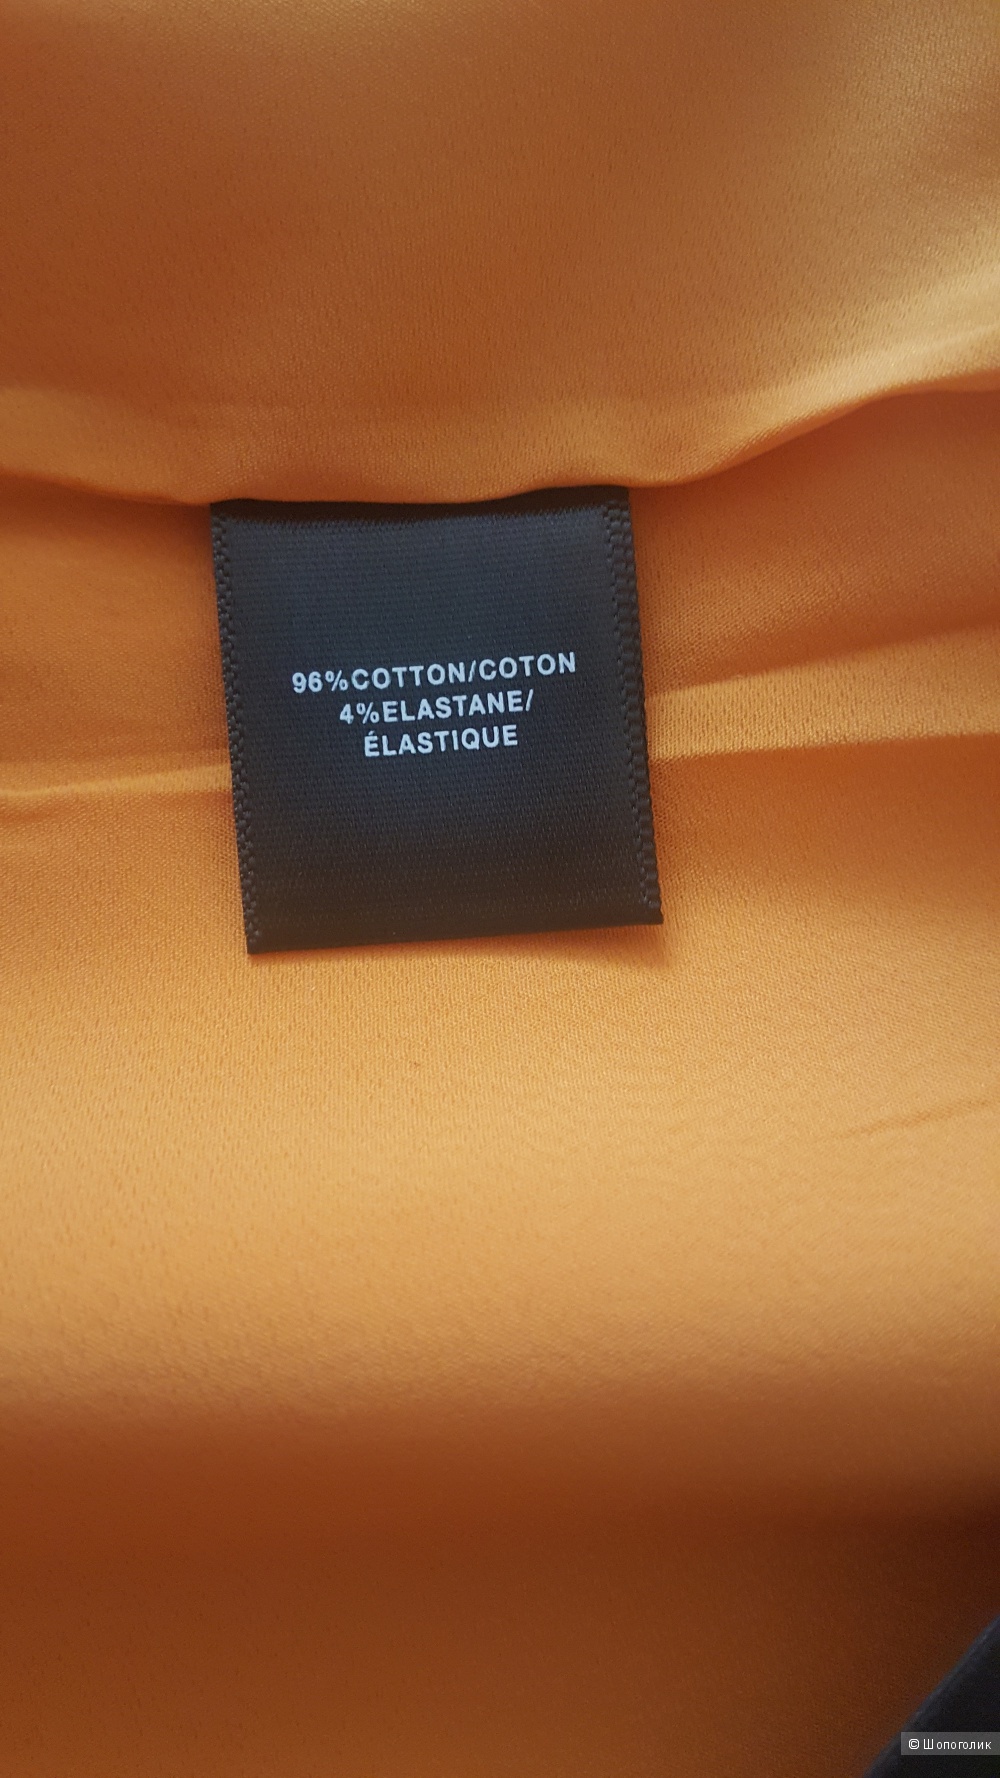 96%COTTON/COTON
4%ELASTANE/
ÉLASTIQUE
© Шопоголик